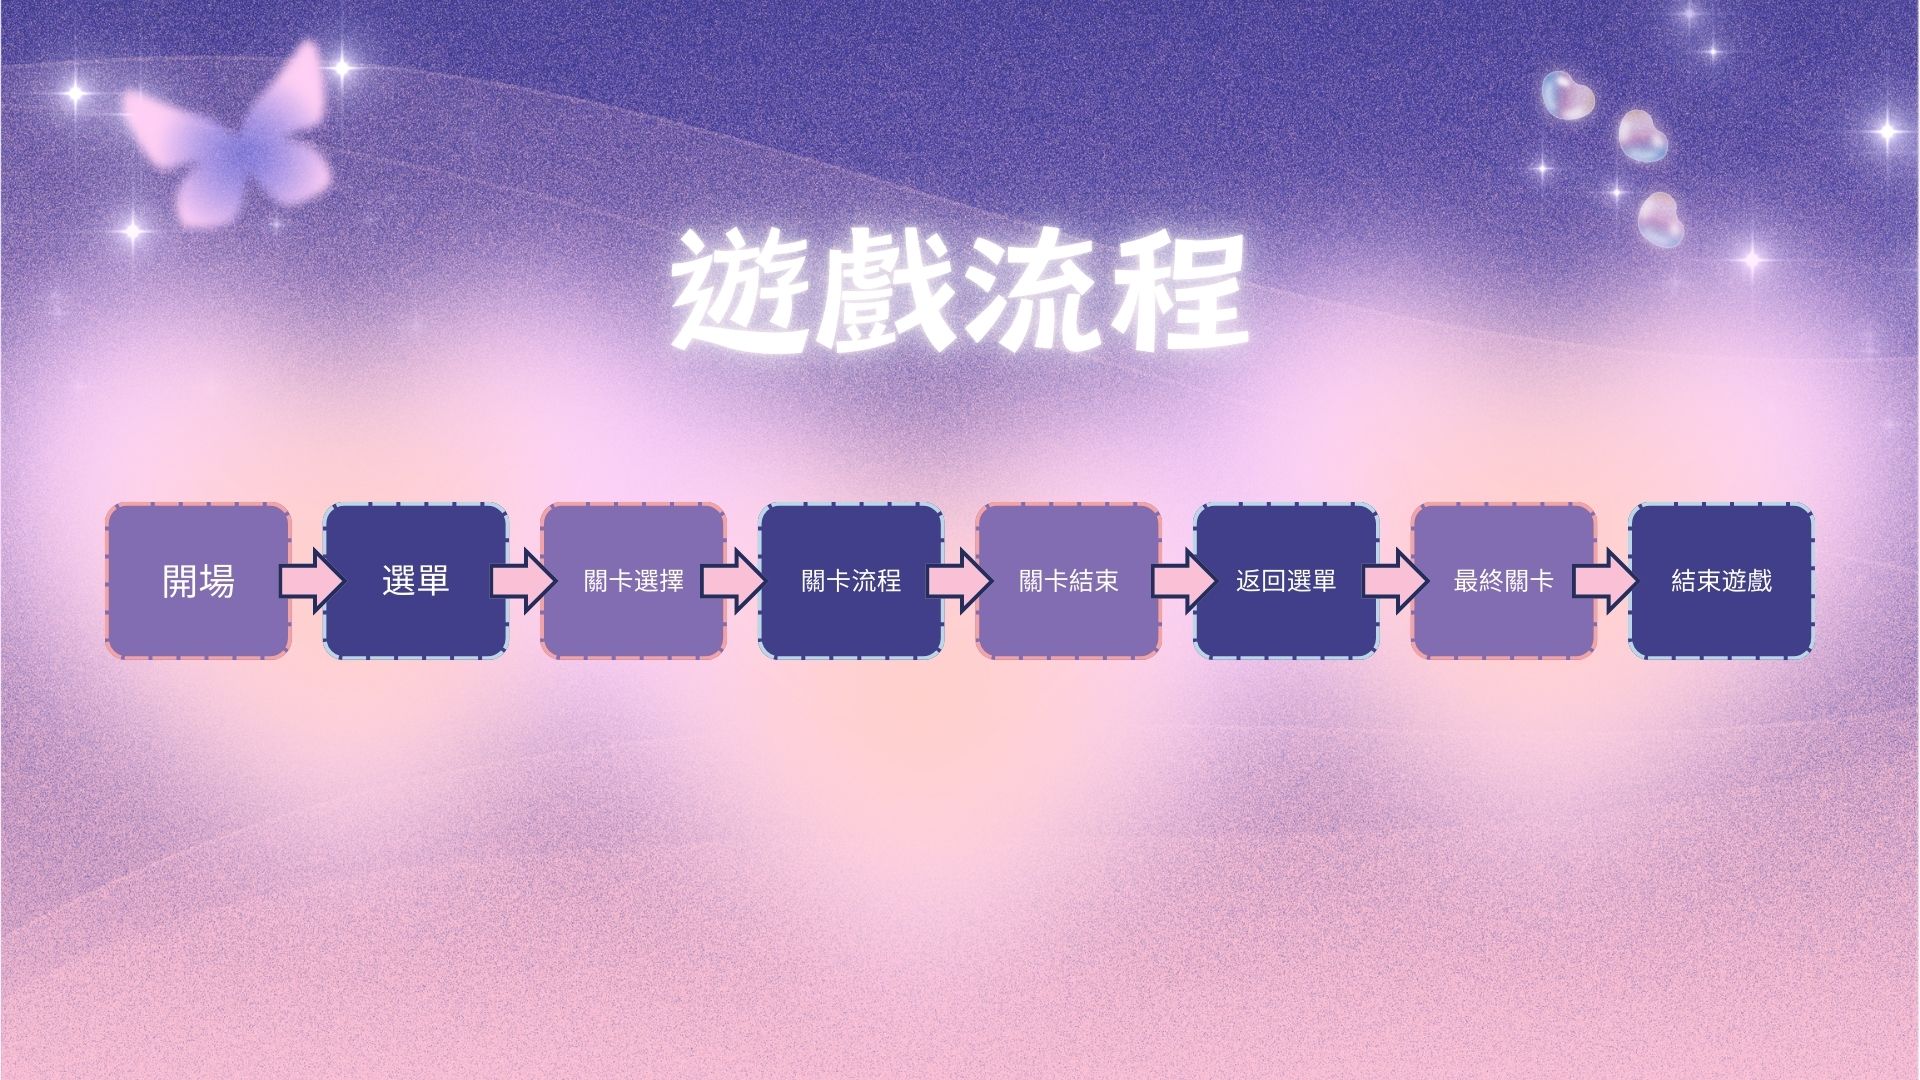 遊戲流程
開場
選單
關卡選擇
關卡流程
關卡結束
返回選單
最終關卡
結束遊戲